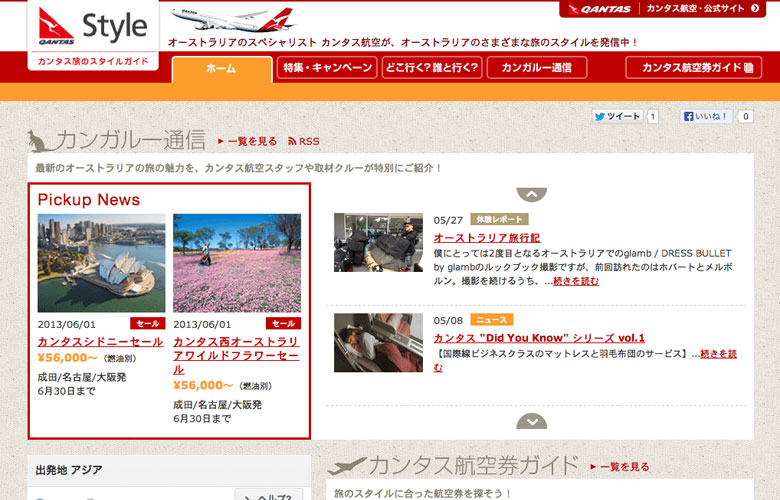 QANTAS
Style
カンタス旅のスタイルガイド
QANTAS カンタス航空・公式サイト
オーストラリアのスペシャリスト カンタス航空が、オーストラリアのさまざまな旅のスタイルを発信中！
ホーム
特集・キャンペーン
どこ行く？誰と行く？
カンガルー通信
カンタス航空券ガイド
ツイート 1
いいね！ 0
カンガルー通信
一覧を見る
RSS
最新のオーストラリアの旅の魅力を、カンタス航空スタッフや取材クルーが特別にご紹介！
Pickup News
2013/06/01 セール
カンタスシドニーセール
¥56,000〜（燃油別）
成田/名古屋/大阪発
6月30日まで
2013/06/01 セール
カンタス西オーストラリ
アワイルドフラワーセー
ル
¥56,000〜（燃油別）
成田/名古屋/大阪発
6月30日まで
05/27 体験レポート
オーストラリア旅行記
僕にとっては2度目となるオーストラリアでのglamb / DRESS BULLET
by glambのルックブック撮影ですが、前回訪れたのはホバートとメルボ
ルン。撮影を続けるうち、...続きを読む
05/08 ニュース
カンタス "Did You Know" シリーズ vol.1
【国際線ビジネスクラスのマットレスと羽毛布団のサービス】...続きを読
む
出発地 アジア
ヘルプ?
カンタス航空券ガイド
一覧を見る
旅のスタイルに合った航空券を探そう！